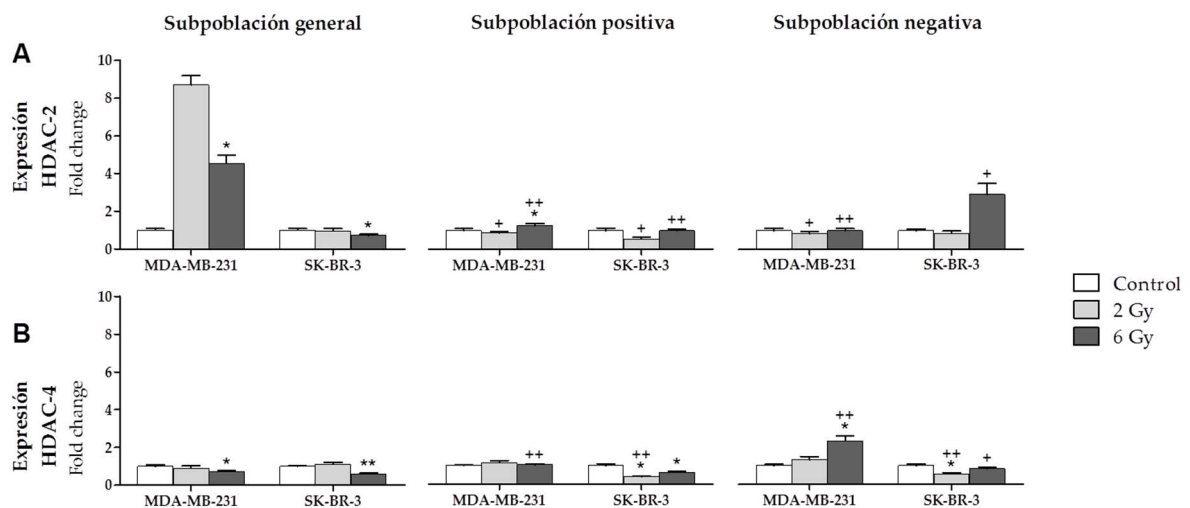 Subpoblación general Subpoblación positiva Subpoblación negativa
A
Expresión
HDAC-2
Fold change
10
8
6
4
2
0
*
*
+
++
*
+
++
+
++
+
MDA-MB-231 SK-BR-3 MDA-MB-231 SK-BR-3 MDA-MB-231 SK-BR-3
Control
2 Gy
6 Gy
B
Expresión
HDAC-4
Fold change
10
8
6
4
2
0
*
**
++
++
*
*
++
*
++
*
+
MDA-MB-231 SK-BR-3 MDA-MB-231 SK-BR-3 MDA-MB-231 SK-BR-3